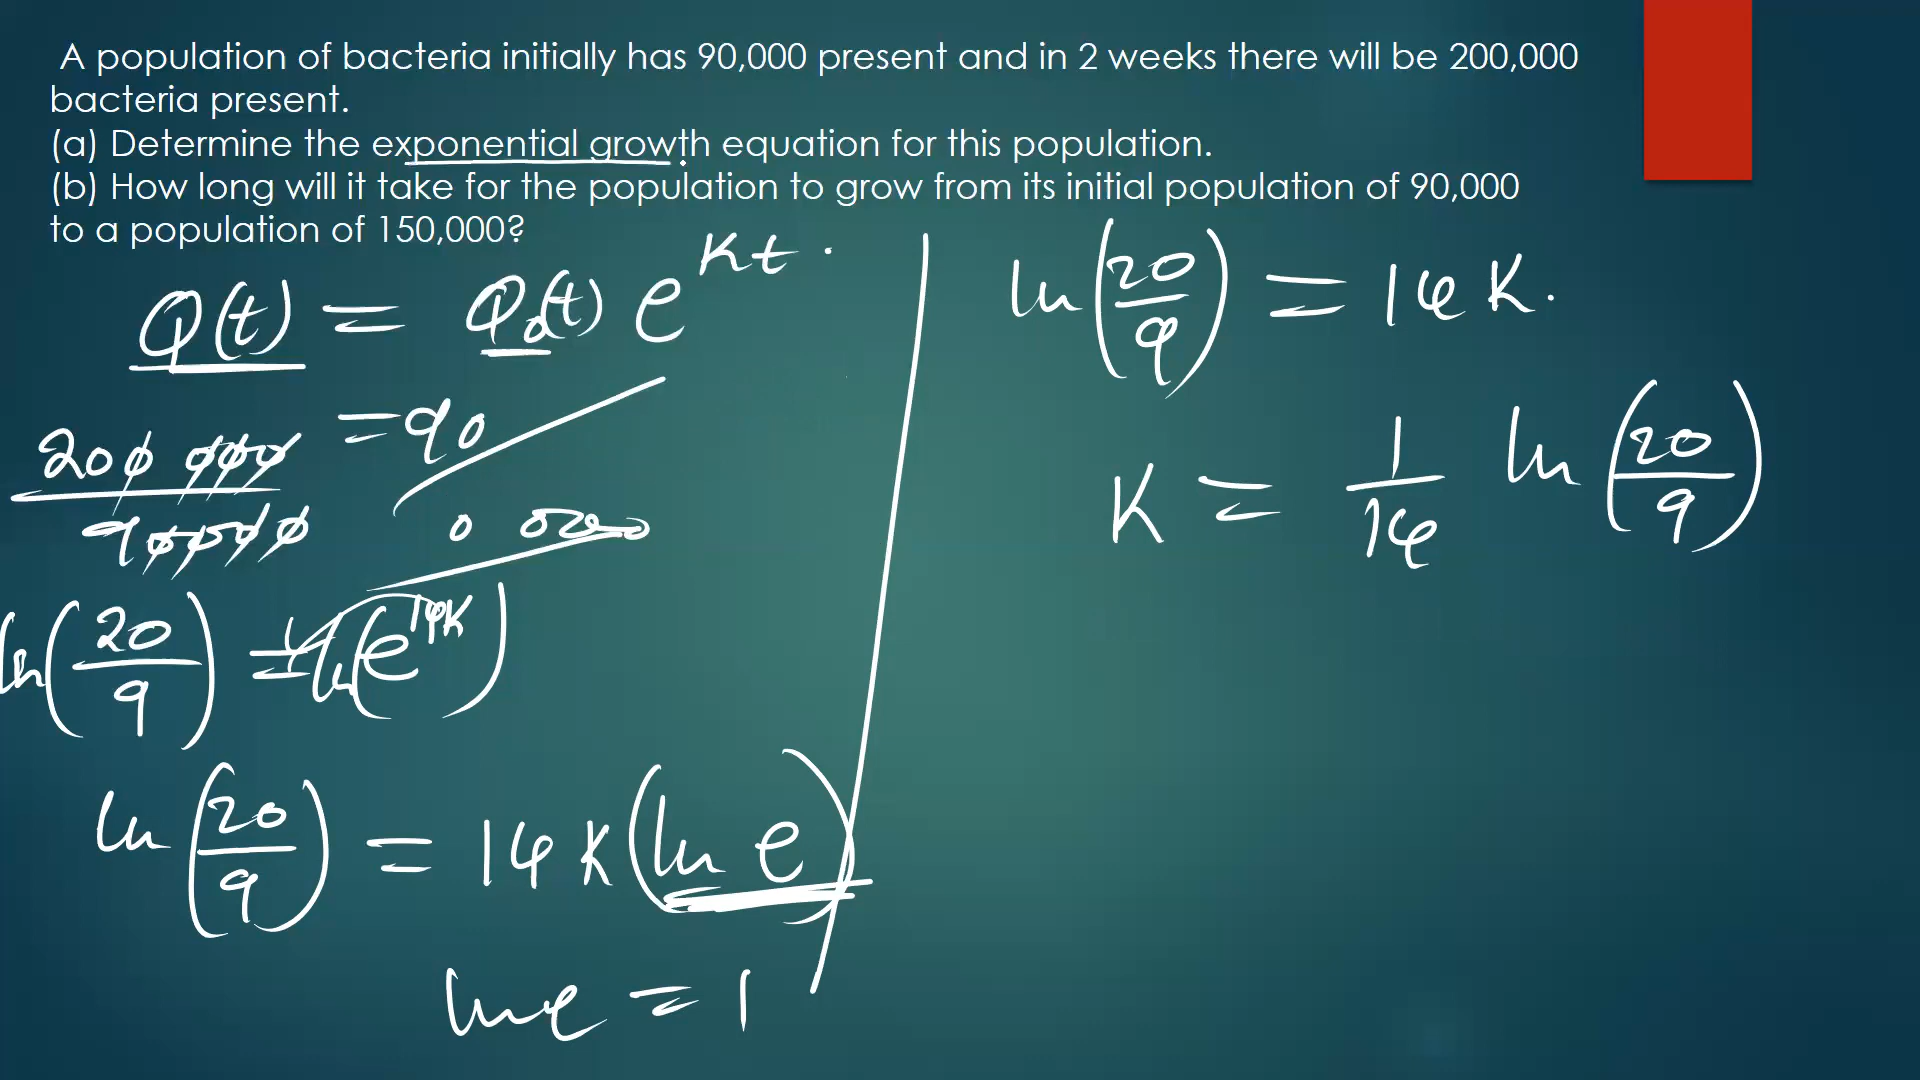 A population of bacteria initially has 90,000 present and in 2 weeks there will be 200,000
bacteria present.
(a) Determine the exponential growth equation for this population.
(b) How long will it take for the population to grow from its initial population of 90,000
to a population of 150,000?
Q(t) = Q₀(t) e^{Kt}.
200 000 / 90000 = 90
0 000
ln(20/9) = ln(e^{14K})
ln(20/9) = 14K(ln e)
ln e = 1
ln(20/9) = 14K.
K = 1/14 ln(20/9)